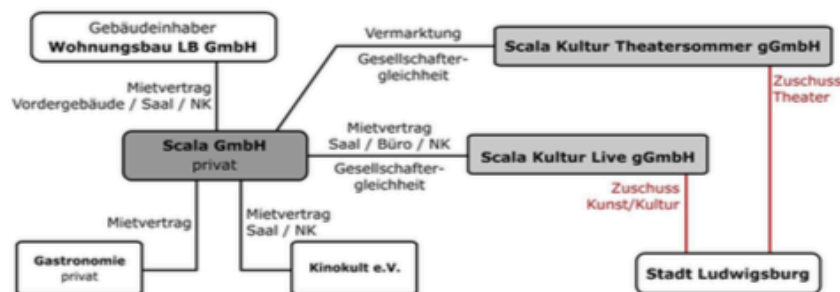 Gebäudeeinhaber
Wohnungsbau LB GmbH
Vermarktung
Gesellschafter-
gleichheit
Scala Kultur Theatersommer gGmbH
Mietvertrag
Vordergebäude / Saal / NK
Zuschuss
Theater
Scala GmbH
privat
Mietvertrag
Saal / Büro / NK
Gesellschafter-
gleichheit
Scala Kultur Live gGmbH
Zuschuss
Kunst/Kultur
Mietvertrag
Mietvertrag
Saal / NK
Gastronomie
privat
Kinokult e.V.
Stadt Ludwigsburg